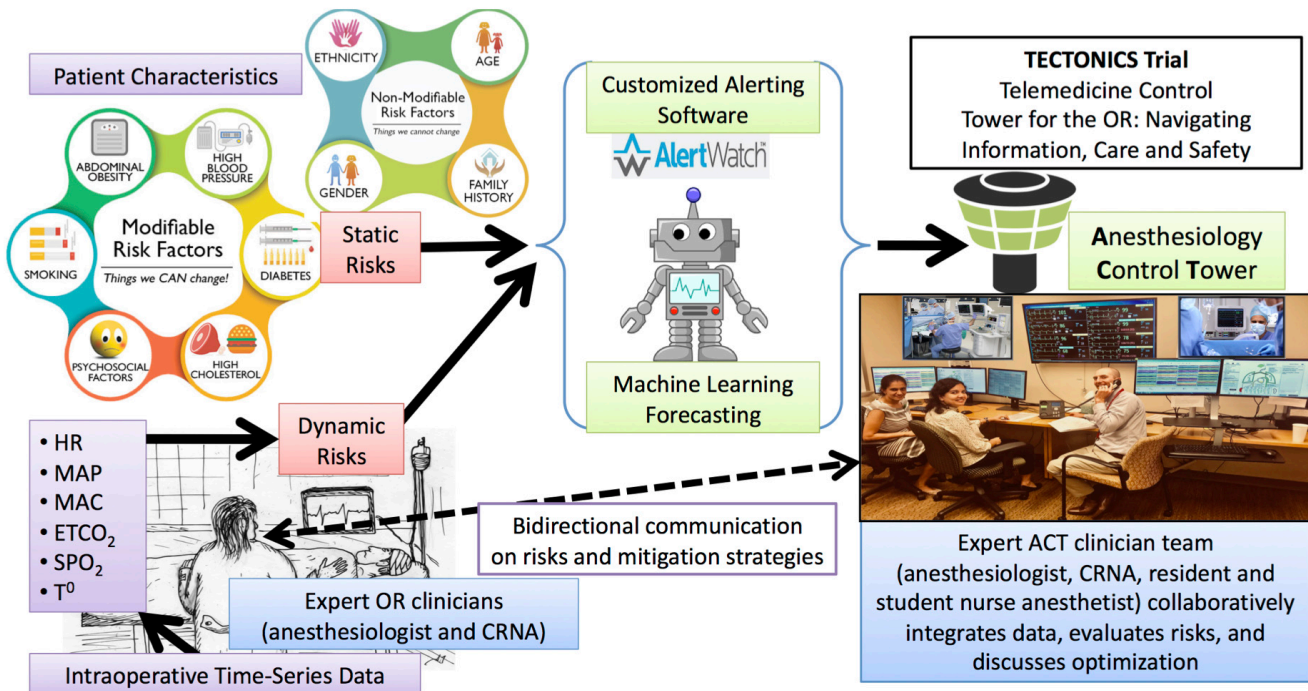 Patient Characteristics
ETHNICITY
AGE
Non-Modifiable
Risk Factors
Things we cannot change
GENDER
FAMILY
HISTORY
ABDOMINAL
OBESITY
HIGH
BLOOD
PRESSURE
Modifiable
Risk Factors
Things we CAN change!
SMOKING
DIABETES
PSYCHOSOCIAL
FACTORS
HIGH
CHOLESTEROL
Static
Risks
Dynamic
Risks
• HR
• MAP
• MAC
• ETCO₂
• SPO₂
• T⁰
Intraoperative Time-Series Data
Expert OR clinicians
(anesthesiologist and CRNA)
Customized Alerting
Software
AlertWatch™
Machine Learning
Forecasting
Bidirectional communication
on risks and mitigation strategies
TECTONICS Trial
Telemedicine Control
Tower for the OR: Navigating
Information, Care and Safety
Anesthesiology
Control Tower
Expert ACT clinician team
(anesthesiologist, CRNA, resident and
student nurse anesthetist) collaboratively
integrates data, evaluates risks, and
discusses optimization